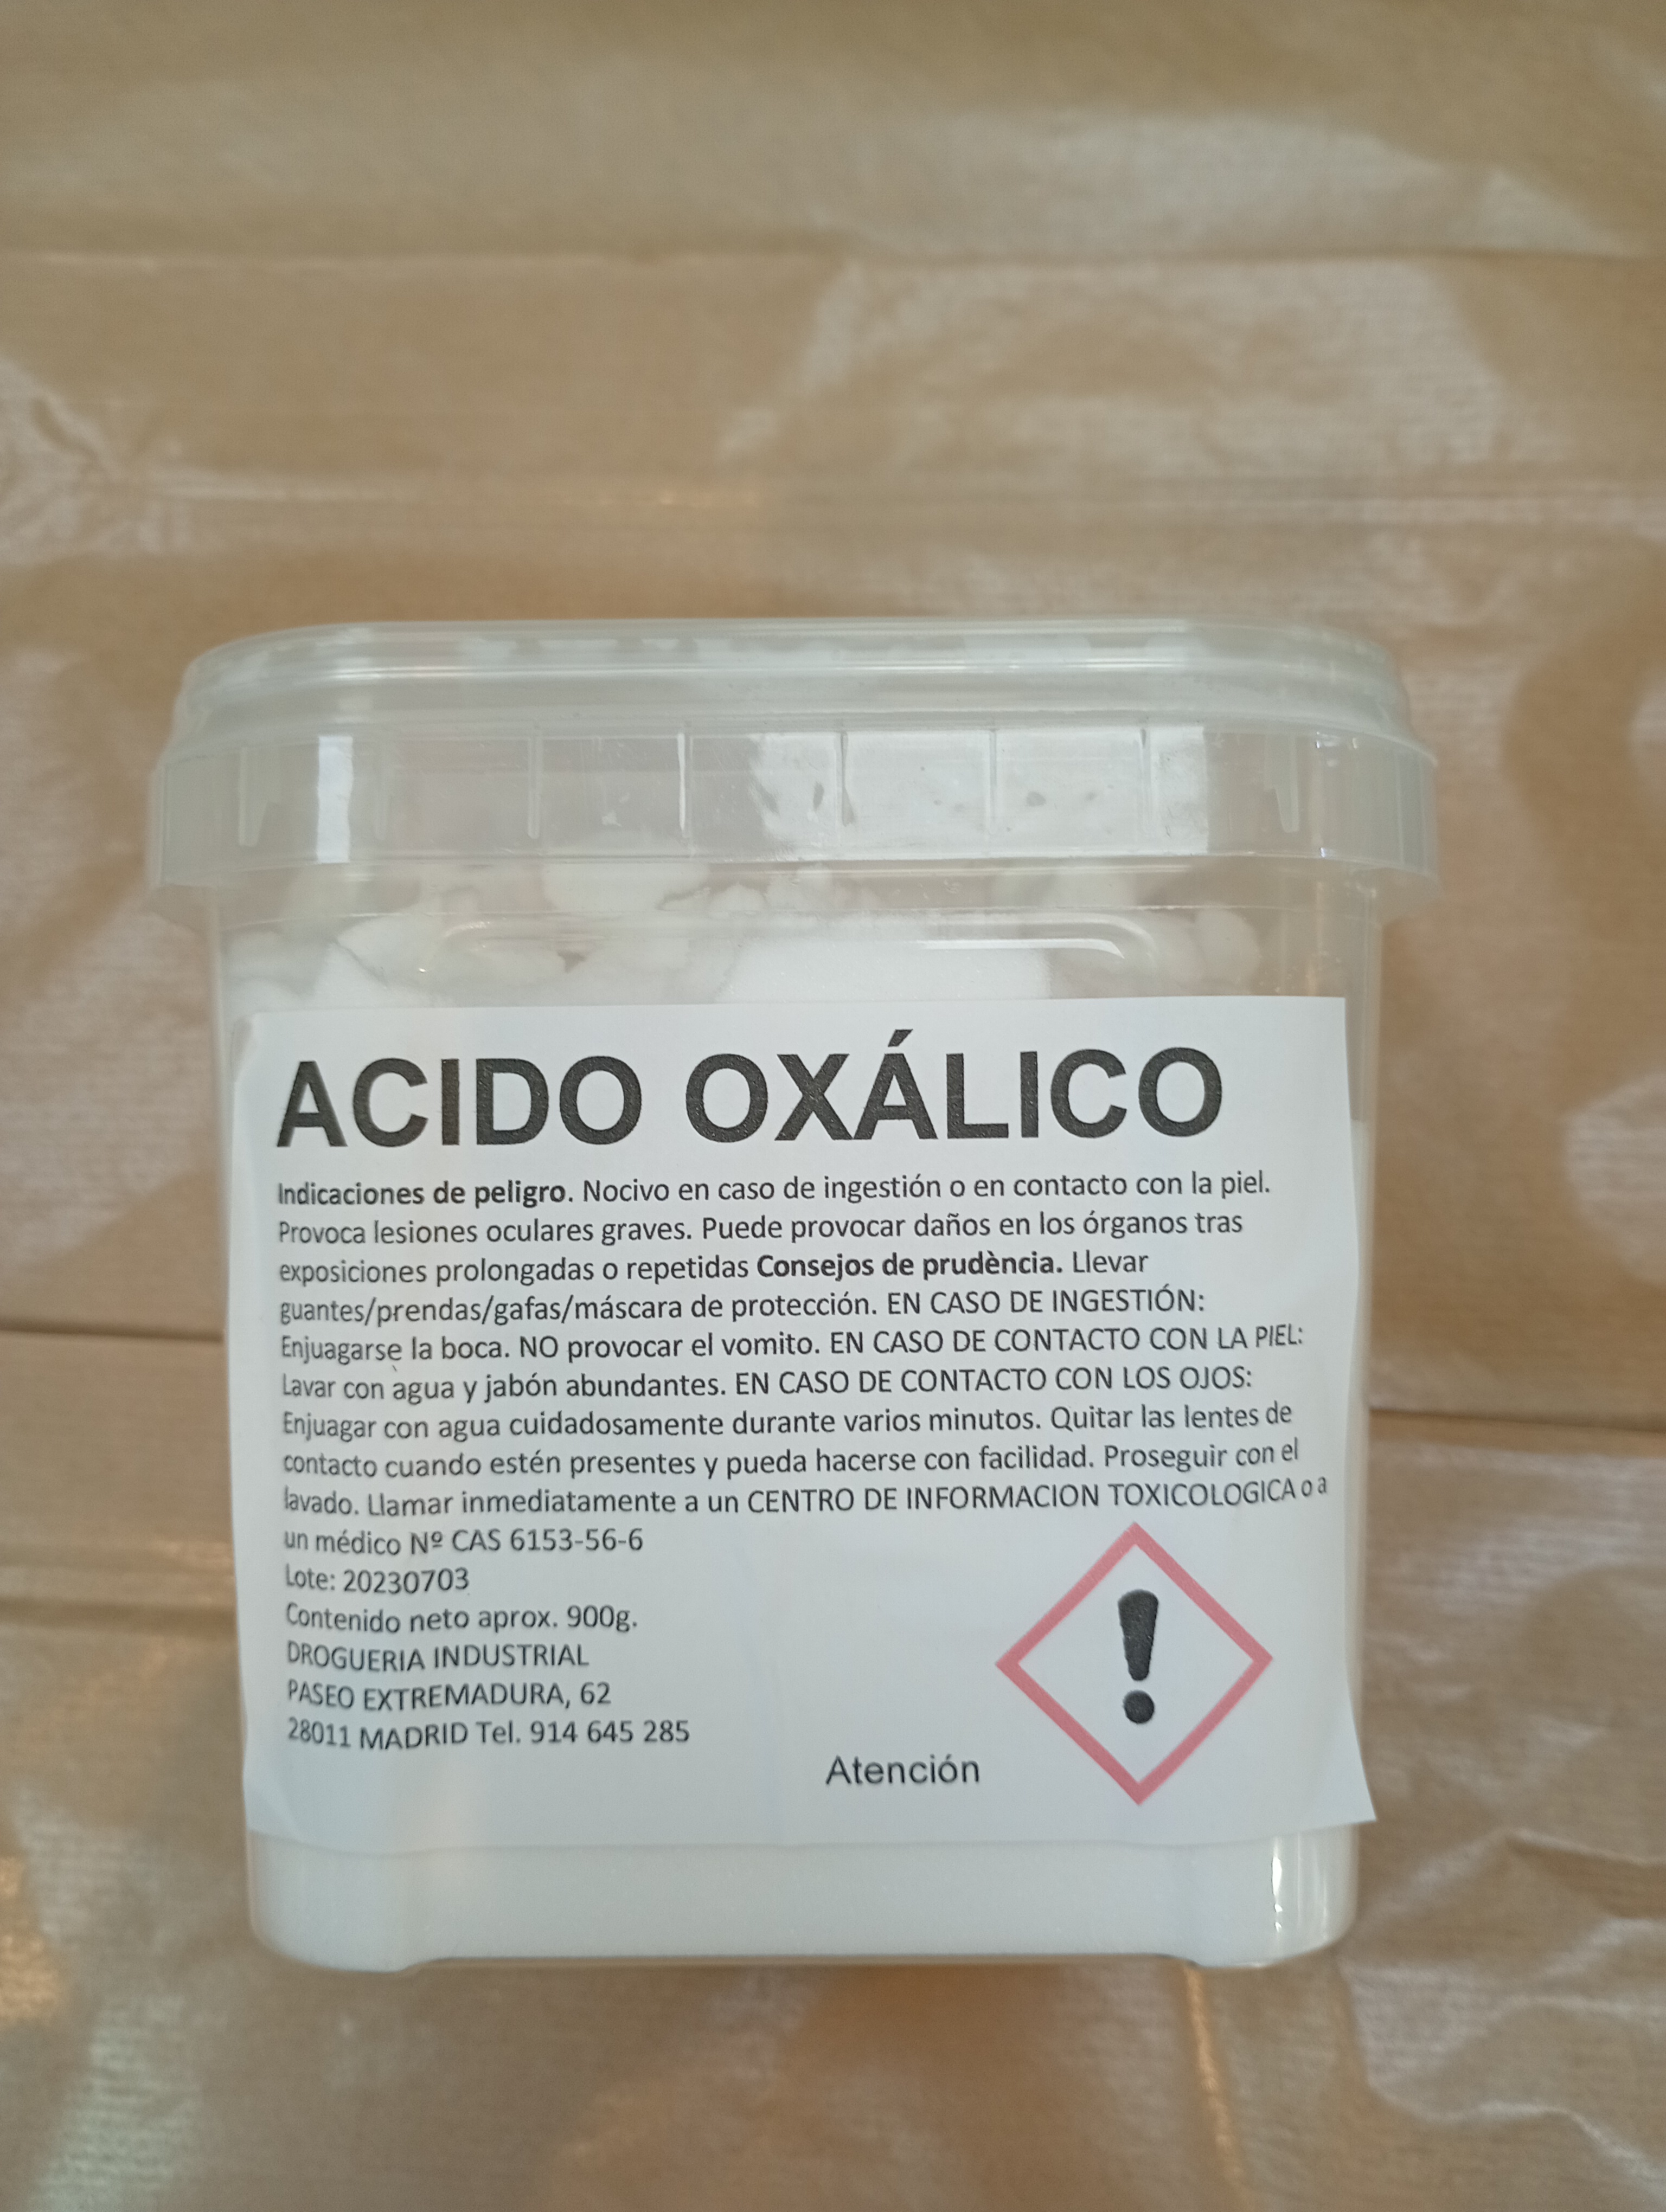 ACIDO OXÁLICO
Indicaciones de peligro. Nocivo en caso de ingestión o en contacto con la piel.
Provoca lesiones oculares graves. Puede provocar daños en los órganos tras
exposiciones prolongadas o repetidas Consejos de prudència. Llevar
guantes/prendas/gafas/máscara de protección. EN CASO DE INGESTIÓN:
Enjuagarse la boca. NO provocar el vomito. EN CASO DE CONTACTO CON LA PIEL:
Lavar con agua y jabón abundantes. EN CASO DE CONTACTO CON LOS OJOS:
Enjuagar con agua cuidadosamente durante varios minutos. Quitar las lentes de
contacto cuando estén presentes y pueda hacerse con facilidad. Proseguir con el
lavado. Llamar inmediatamente a un CENTRO DE INFORMACION TOXICOLOGICA o a
un médico Nº CAS 6153-56-6
Lote: 20230703
Contenido neto aprox. 900g.
DROGUERIA INDUSTRIAL
PASEO EXTREMADURA, 62
28011 MADRID Tel. 914 645 285
Atención